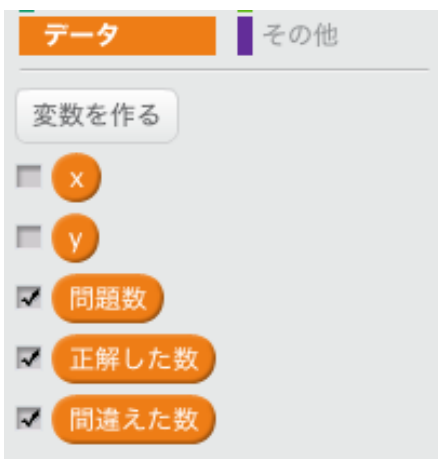 データ その他
変数を作る
x
y
問題数
正解した数
間違えた数